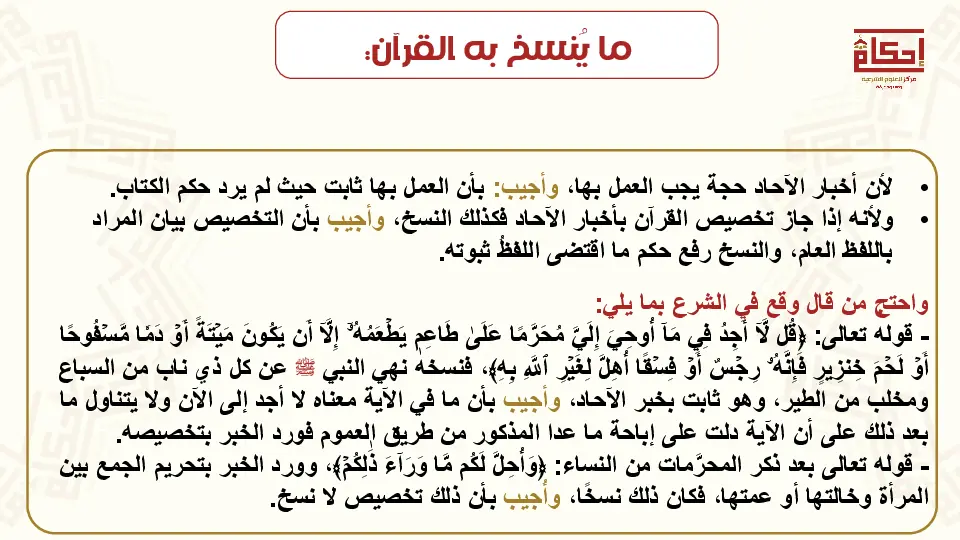 ما يُنسخ به القرآن:
إحكام
مركز العلوم الشرعية
• لأن أخبار الآحاد حجة يجب العمل بها، وأجيب: بأن العمل بها ثابت حيث لم يرد حكم الكتاب.
• ولأنه إذا جاز تخصيص القرآن بأخبار الآحاد فكذلك النسخ، وأجيب بأن التخصيص بيان المراد
باللفظ العام، والنسخ رفع حكم ما اقتضى اللفظُ ثبوته.
واحتج من قال وقع في الشرع بما يلي:
- قوله تعالى: ﴿قُل لَّآ أَجِدُ فِي مَآ أُوحِيَ إِلَيَّ مُحَرَّمًا عَلَىٰ طَاعِمٖ يَطۡعَمُهُۥٓ إِلَّآ أَن يَكُونَ مَيۡتَةً أَوۡ دَمٗا مَّسۡفُوحًا
أَوۡ لَحۡمَ خِنزِيرٖ فَإِنَّهُۥ رِجۡسٌ أَوۡ فِسۡقًا أُهِلَّ لِغَيۡرِ ٱللَّهِ بِهِۦ﴾، فنسخه نهي النبي ﷺ عن كل ذي ناب من السباع
ومخلب من الطير، وهو ثابت بخبر الآحاد، وأجيب بأن ما في الآية معناه لا أجد إلى الآن ولا يتناول ما
بعد ذلك على أن الآية دلت على إباحة ما عدا المذكور من طريق العموم فورد الخبر بتخصيصه.
- قوله تعالى بعد ذكر المحرَّمات من النساء: ﴿وَأُحِلَّ لَكُم مَّا وَرَآءَ ذَٰلِكُمۡ﴾، وورد الخبر بتحريم الجمع بين
المرأة وخالتها أو عمتها، فكان ذلك نسخًا، وأُجيب بأن ذلك تخصيص لا نسخ.